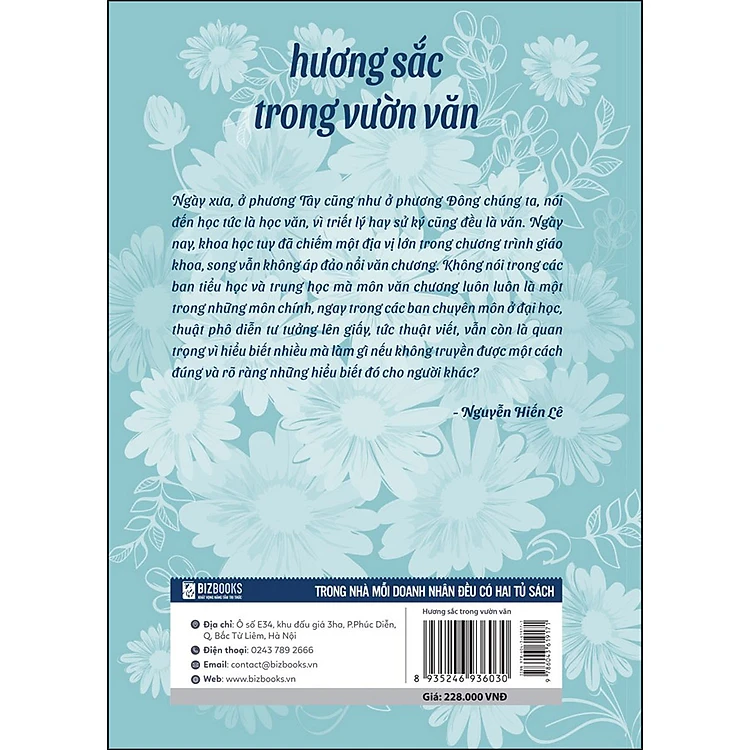 hương sắc
trong vườn văn
Ngày xưa, ở phương Tây cũng như ở phương Đông chúng ta, nói
đến học tức là học văn, vì triết lý hay sử ký cũng đều là văn. Ngày
nay, khoa học tuy đã chiếm một địa vị lớn trong chương trình giáo
khoa, song vẫn không áp đảo nổi văn chương. Không nói trong các
ban tiểu học và trung học mà môn văn chương luôn luôn là một
trong những môn chính, ngay trong các ban chuyên môn ở đại học,
thuật phô diễn tư tưởng lên giấy, tức thuật viết, vẫn còn là quan
trọng vì hiểu biết nhiều mà làm gì nếu không truyền được một cách
đúng và rõ ràng những hiểu biết đó cho người khác?
- Nguyễn Hiến Lê
BIZBOOKS
KHÁT VỌNG NÂNG TẦM TRI THỨC
TRONG NHÀ MỖI DOANH NHÂN ĐỀU CÓ HAI TỦ SÁCH
Địa chỉ: Ô số E34, khu đấu giá 3ha, P.Phúc Diễn,
Q, Bắc Từ Liêm, Hà Nội
Điện thoại: 0243 789 2666
Email: contact@bizbooks.vn
Web: www.bizbooks.vn
Hương sắc trong vườn văn
8 935246 936030
Giá: 228.000 VNĐ
9 786043 619171